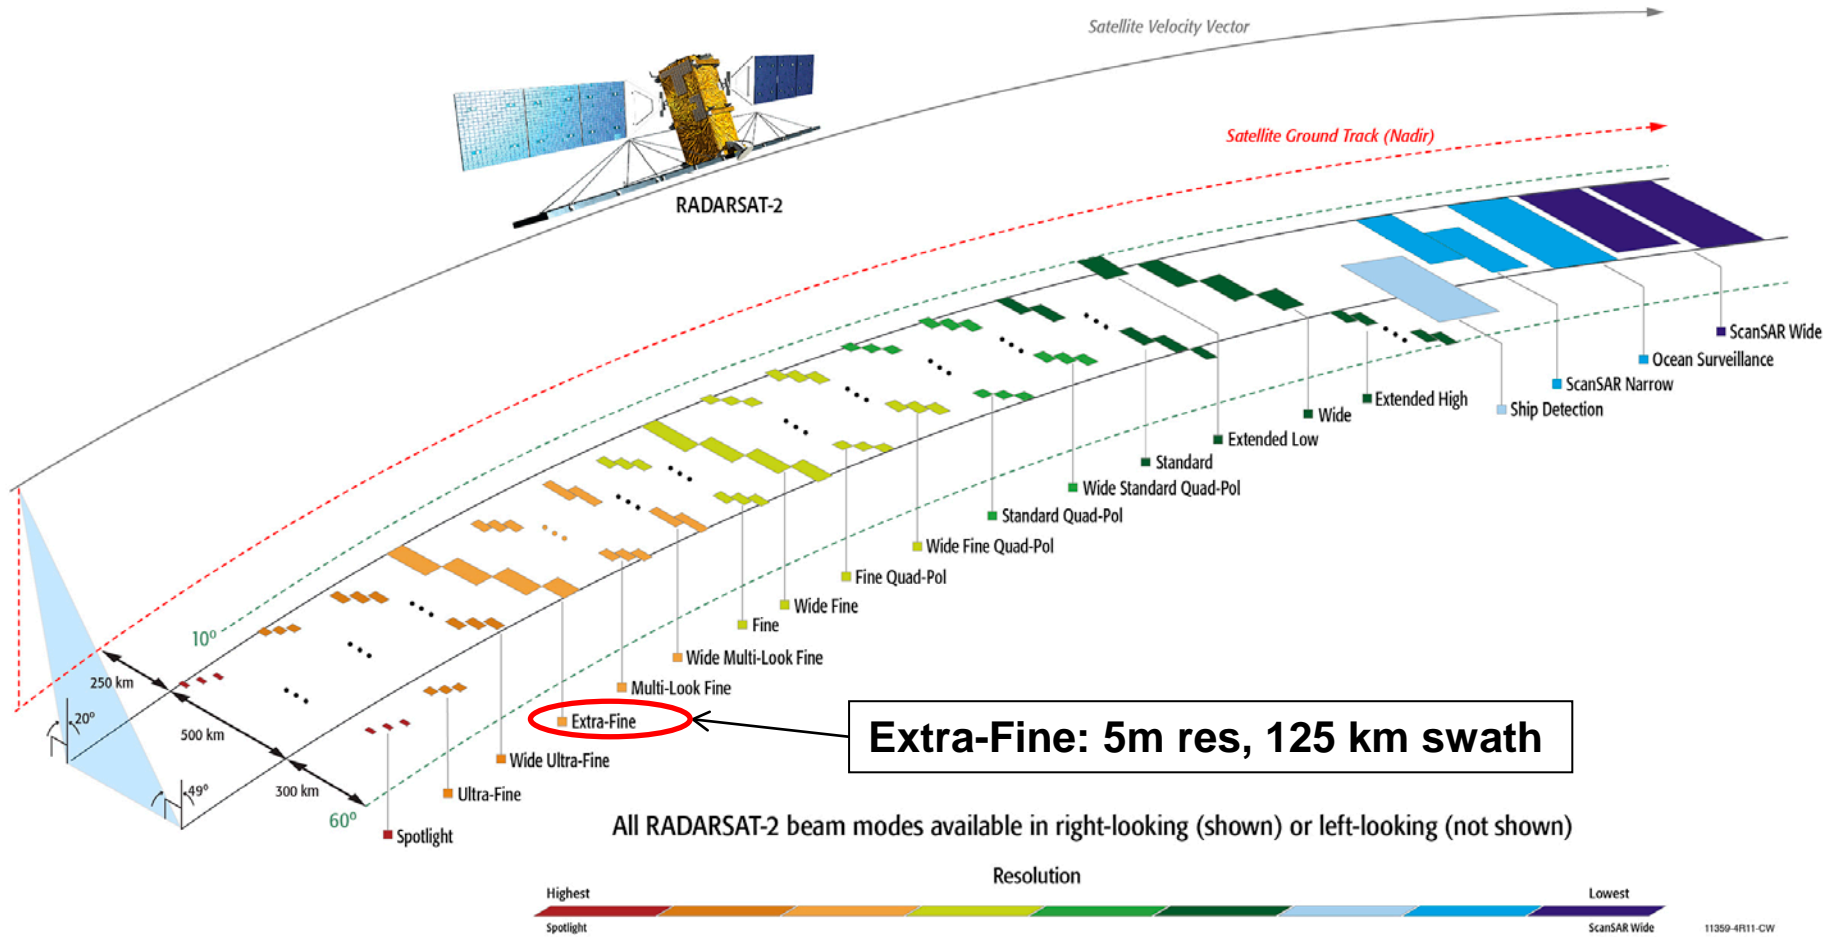 Satellite Velocity Vector
Satellite Ground Track (Nadir)
RADARSAT-2
ScanSAR Wide
Ocean Surveillance
ScanSAR Narrow
Ship Detection
Extended High
Wide
Extended Low
Standard
Wide Standard Quad-Pol
Standard Quad-Pol
Wide Fine Quad-Pol
Fine Quad-Pol
Wide Fine
Fine
Wide Multi-Look Fine
Multi-Look Fine
Extra-Fine
Wide Ultra-Fine
Ultra-Fine
Spotlight
10º
250 km
20º
500 km
49º
300 km
60º
Extra-Fine: 5m res, 125 km swath
All RADARSAT-2 beam modes available in right-looking (shown) or left-looking (not shown)
Resolution
Highest
Lowest
Spotlight
ScanSAR Wide
11359-4R11-CW